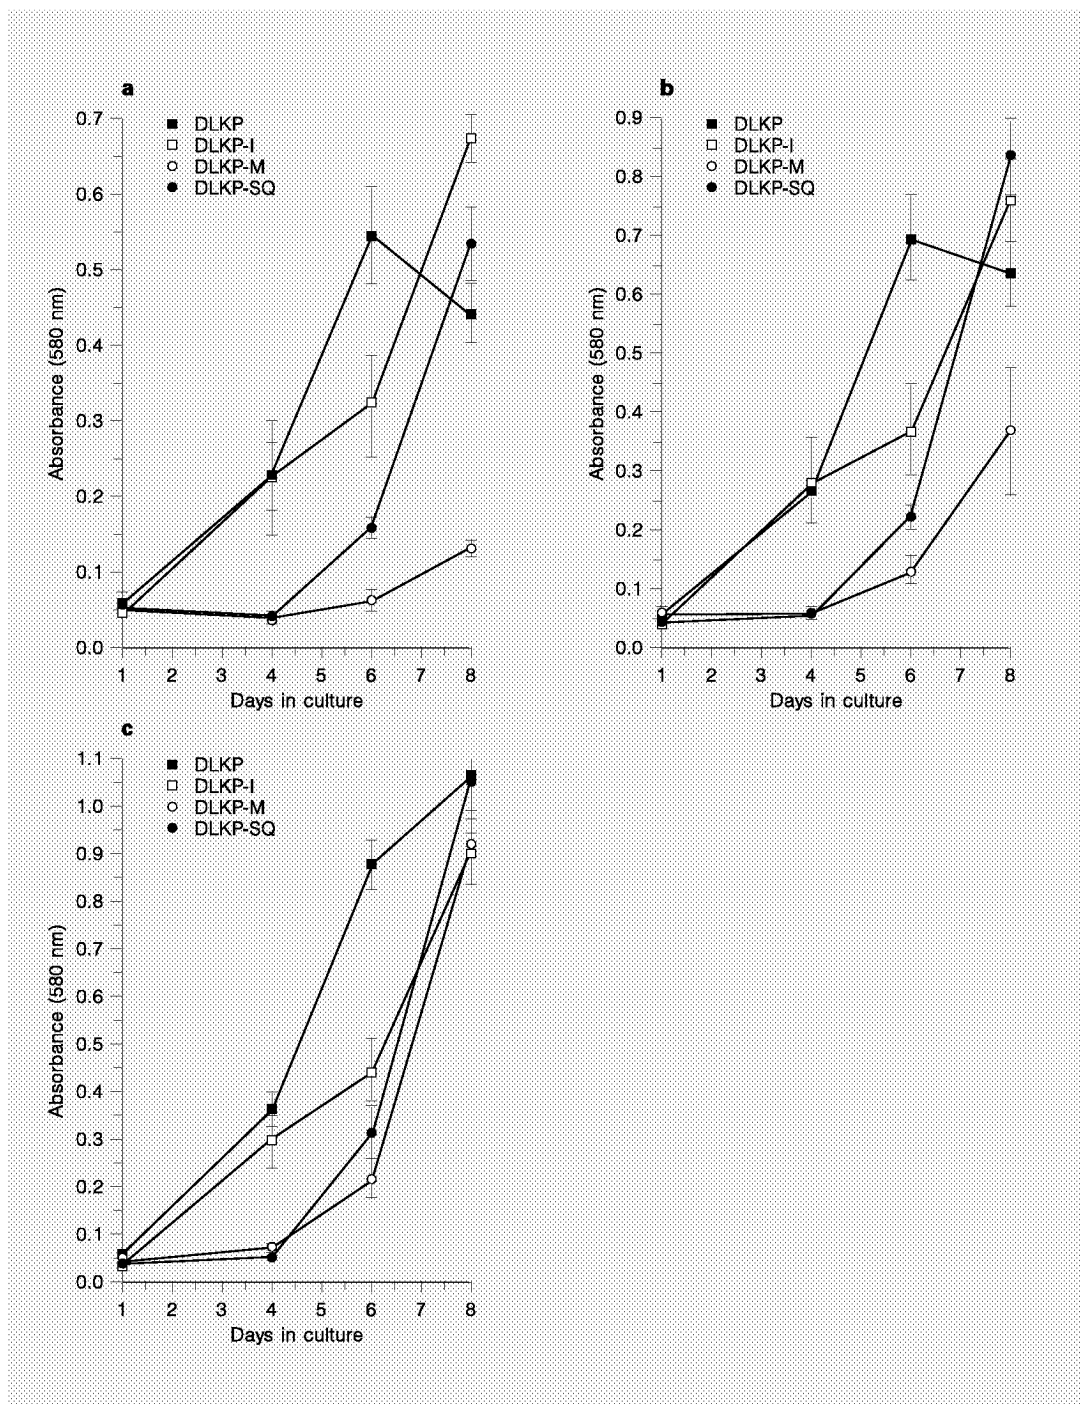 a
DLKP
DLKP-I
DLKP-M
DLKP-SQ
0.7
0.6
0.5
0.4
0.3
0.2
0.1
0.0
Absorbance (580 nm)
1 2 3 4 5 6 7 8
Days in culture
b
DLKP
DLKP-I
DLKP-M
DLKP-SQ
0.9
0.8
0.7
0.6
0.5
0.4
0.3
0.2
0.1
0.0
Absorbance (580 nm)
1 2 3 4 5 6 7 8
Days in culture
c
DLKP
DLKP-I
DLKP-M
DLKP-SQ
1.1
1.0
0.9
0.8
0.7
0.6
0.5
0.4
0.3
0.2
0.1
0.0
Absorbance (580 nm)
1 2 3 4 5 6 7 8
Days in culture